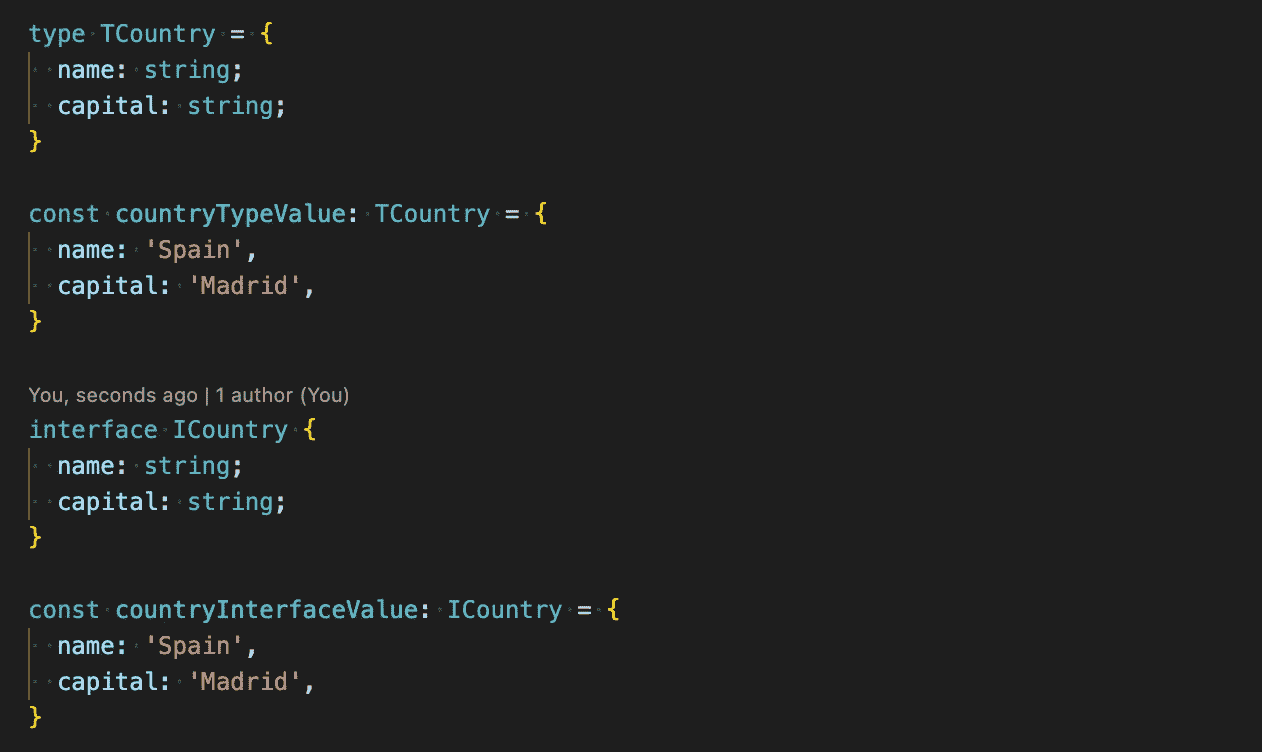 type TCountry = {
  name: string;
  capital: string;
}
const countryTypeValue: TCountry = {
  name: 'Spain',
  capital: 'Madrid',
}
You, seconds ago | 1 author (You)
interface ICountry {
  name: string;
  capital: string;
}
const countryInterfaceValue: ICountry = {
  name: 'Spain',
  capital: 'Madrid',
}